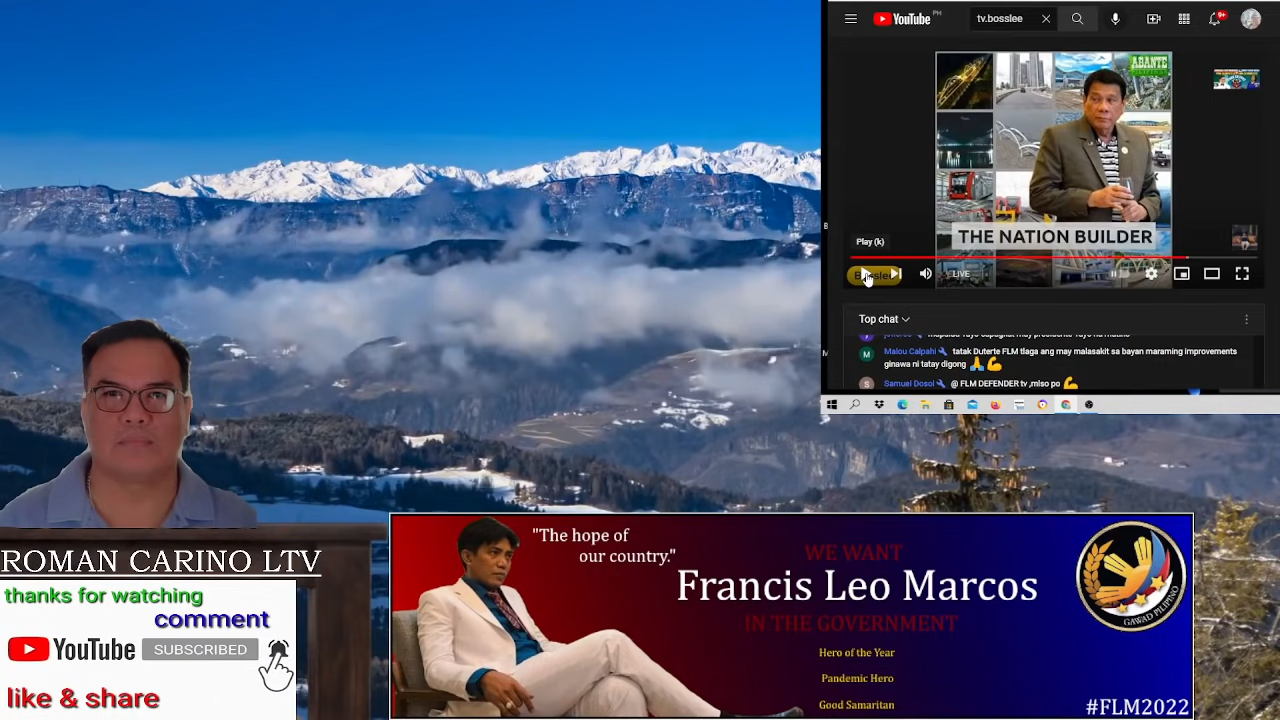 YouTube PH
tv.bosslee
9+
ABANTE
THE NATION BUILDER
Play (k)
LIVE
Top chat
Malou Calpahi tatak Duterte FLM tlaga ang may malasakit sa bayan maraming improvements
ginawa ni tatay digong
Samuel Dosol @ FLM DEFENDER tv ,mlso po
ROMAN CARINO LTV
thanks for watching
comment
YouTube SUBSCRIBED
like & share
"The hope of
our country."
WE WANT
Francis Leo Marcos
IN THE GOVERNMENT
Hero of the Year
Pandemic Hero
Good Samaritan
GAWAD PILIPINO
#FLM2022